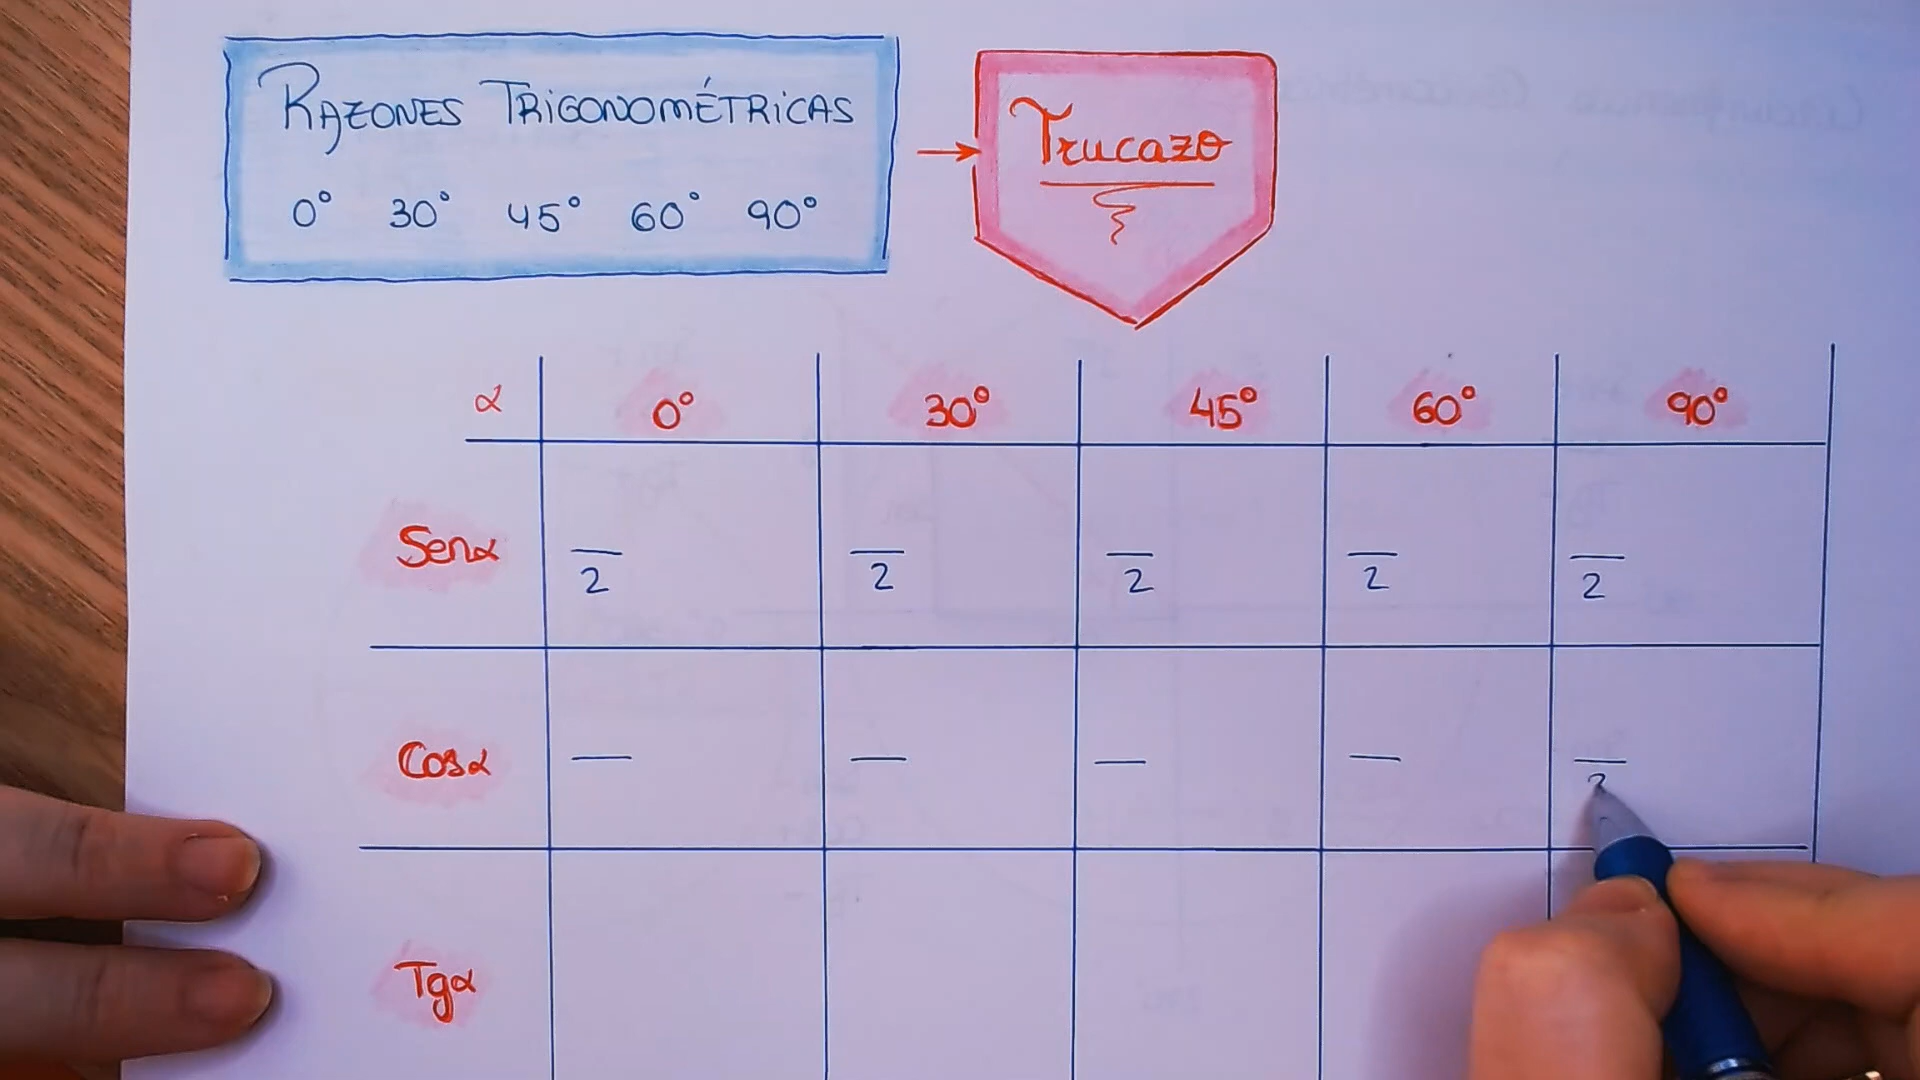 RAZONES TRIGONOMÉTRICAS
0° 30° 45° 60° 90°
Trucazo
α 0° 30° 45° 60° 90°
Senα — — — — —
2 2 2 2 2
Cosα — — — — —
2
Tgα